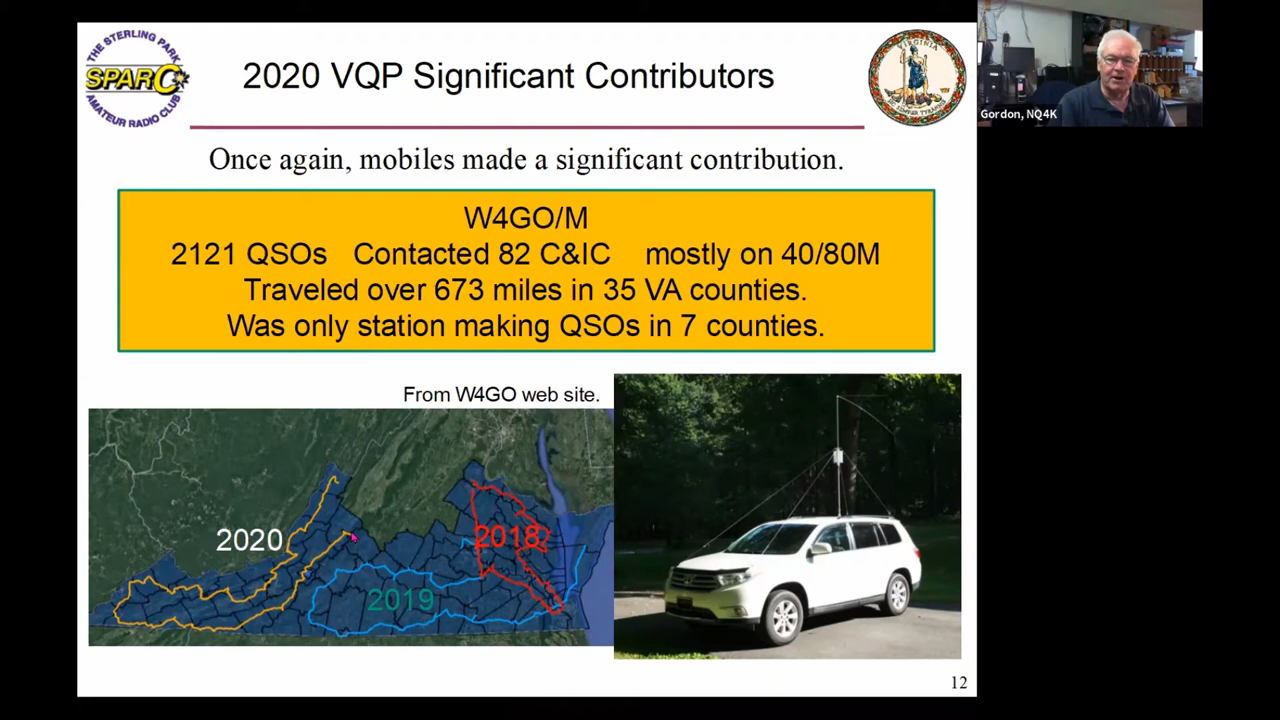 THE STERLING PARK
SPARC
AMATEUR RADIO CLUB
2020 VQP Significant Contributors
VIRGINIA
Gordon, NQ4K
Once again, mobiles made a significant contribution.
W4GO/M
2121 QSOs Contacted 82 C&IC mostly on 40/80M
Traveled over 673 miles in 35 VA counties.
Was only station making QSOs in 7 counties.
From W4GO web site.
2020
2018
2019
12